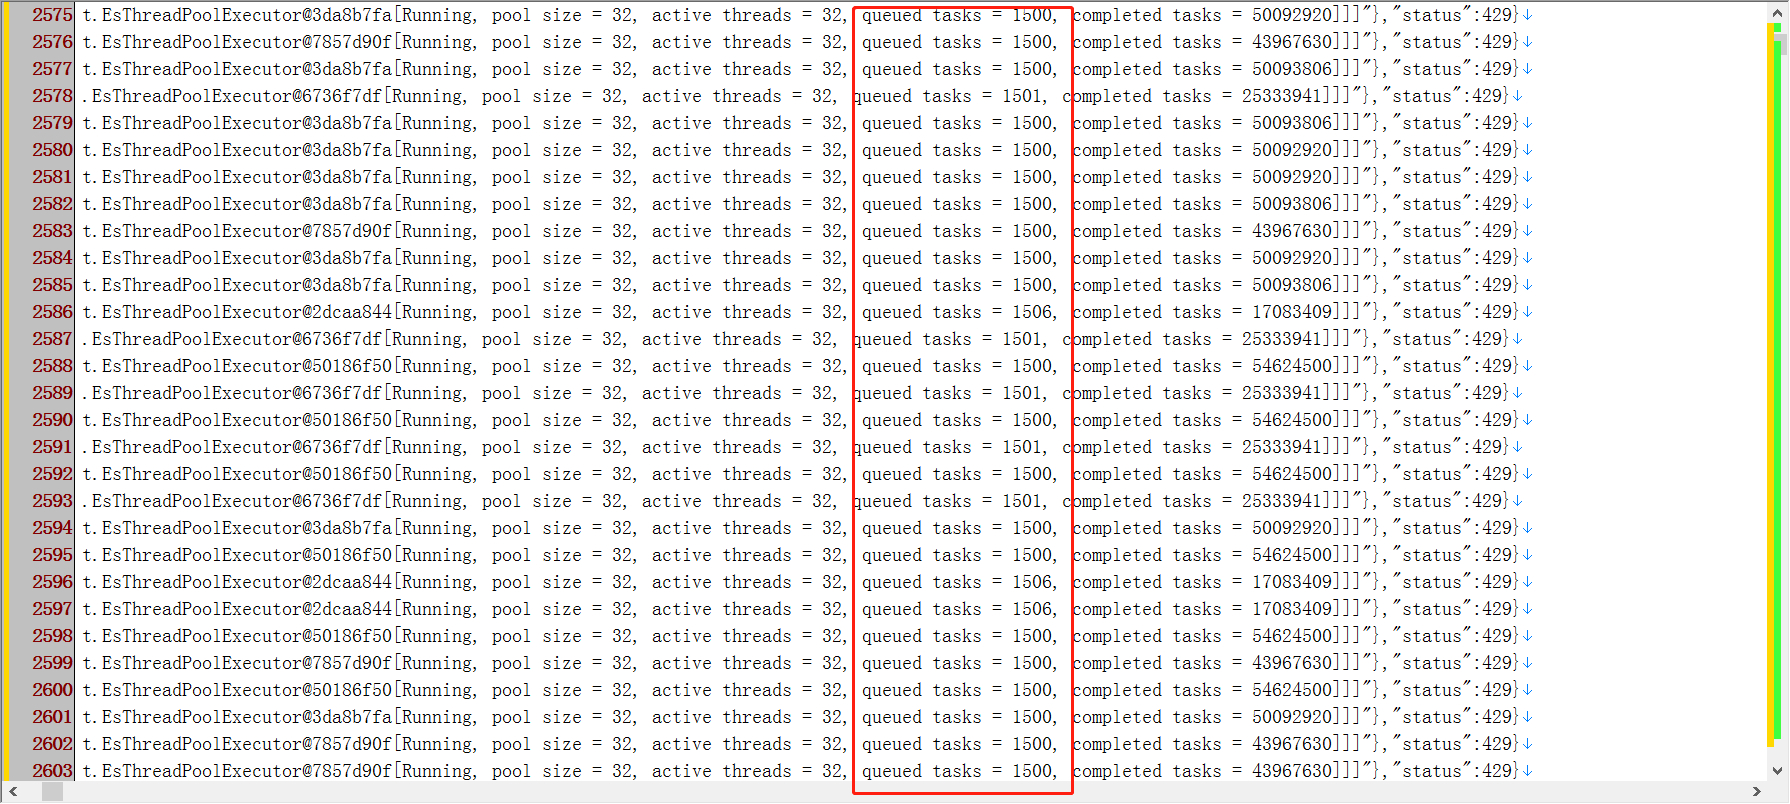 2575 t.EsThreadPoolExecutor@3da8b7fa[Running, pool size = 32, active threads = 32, queued tasks = 1500, completed tasks = 50092920]]]"},"status":429}↓
2576 t.EsThreadPoolExecutor@7857d90f[Running, pool size = 32, active threads = 32, queued tasks = 1500, completed tasks = 43967630]]]"},"status":429}↓
2577 t.EsThreadPoolExecutor@3da8b7fa[Running, pool size = 32, active threads = 32, queued tasks = 1500, completed tasks = 50093806]]]"},"status":429}↓
2578 .EsThreadPoolExecutor@6736f7df[Running, pool size = 32, active threads = 32, queued tasks = 1501, completed tasks = 25333941]]]"},"status":429}↓
2579 t.EsThreadPoolExecutor@3da8b7fa[Running, pool size = 32, active threads = 32, queued tasks = 1500, completed tasks = 50093806]]]"},"status":429}↓
2580 t.EsThreadPoolExecutor@3da8b7fa[Running, pool size = 32, active threads = 32, queued tasks = 1500, completed tasks = 50092920]]]"},"status":429}↓
2581 t.EsThreadPoolExecutor@3da8b7fa[Running, pool size = 32, active threads = 32, queued tasks = 1500, completed tasks = 50092920]]]"},"status":429}↓
2582 t.EsThreadPoolExecutor@3da8b7fa[Running, pool size = 32, active threads = 32, queued tasks = 1500, completed tasks = 50093806]]]"},"status":429}↓
2583 t.EsThreadPoolExecutor@7857d90f[Running, pool size = 32, active threads = 32, queued tasks = 1500, completed tasks = 43967630]]]"},"status":429}↓
2584 t.EsThreadPoolExecutor@3da8b7fa[Running, pool size = 32, active threads = 32, queued tasks = 1500, completed tasks = 50092920]]]"},"status":429}↓
2585 t.EsThreadPoolExecutor@3da8b7fa[Running, pool size = 32, active threads = 32, queued tasks = 1500, completed tasks = 50093806]]]"},"status":429}↓
2586 t.EsThreadPoolExecutor@2dcaa844[Running, pool size = 32, active threads = 32, queued tasks = 1506, completed tasks = 17083409]]]"},"status":429}↓
2587 .EsThreadPoolExecutor@6736f7df[Running, pool size = 32, active threads = 32, queued tasks = 1501, completed tasks = 25333941]]]"},"status":429}↓
2588 t.EsThreadPoolExecutor@50186f50[Running, pool size = 32, active threads = 32, queued tasks = 1500, completed tasks = 54624500]]]"},"status":429}↓
2589 .EsThreadPoolExecutor@6736f7df[Running, pool size = 32, active threads = 32, queued tasks = 1501, completed tasks = 25333941]]]"},"status":429}↓
2590 t.EsThreadPoolExecutor@50186f50[Running, pool size = 32, active threads = 32, queued tasks = 1500, completed tasks = 54624500]]]"},"status":429}↓
2591 .EsThreadPoolExecutor@6736f7df[Running, pool size = 32, active threads = 32, queued tasks = 1501, completed tasks = 25333941]]]"},"status":429}↓
2592 t.EsThreadPoolExecutor@50186f50[Running, pool size = 32, active threads = 32, queued tasks = 1500, completed tasks = 54624500]]]"},"status":429}↓
2593 .EsThreadPoolExecutor@6736f7df[Running, pool size = 32, active threads = 32, queued tasks = 1501, completed tasks = 25333941]]]"},"status":429}↓
2594 t.EsThreadPoolExecutor@3da8b7fa[Running, pool size = 32, active threads = 32, queued tasks = 1500, completed tasks = 50092920]]]"},"status":429}↓
2595 t.EsThreadPoolExecutor@50186f50[Running, pool size = 32, active threads = 32, queued tasks = 1500, completed tasks = 54624500]]]"},"status":429}↓
2596 t.EsThreadPoolExecutor@2dcaa844[Running, pool size = 32, active threads = 32, queued tasks = 1506, completed tasks = 17083409]]]"},"status":429}↓
2597 t.EsThreadPoolExecutor@2dcaa844[Running, pool size = 32, active threads = 32, queued tasks = 1506, completed tasks = 17083409]]]"},"status":429}↓
2598 t.EsThreadPoolExecutor@50186f50[Running, pool size = 32, active threads = 32, queued tasks = 1500, completed tasks = 54624500]]]"},"status":429}↓
2599 t.EsThreadPoolExecutor@7857d90f[Running, pool size = 32, active threads = 32, queued tasks = 1500, completed tasks = 43967630]]]"},"status":429}↓
2600 t.EsThreadPoolExecutor@50186f50[Running, pool size = 32, active threads = 32, queued tasks = 1500, completed tasks = 54624500]]]"},"status":429}↓
2601 t.EsThreadPoolExecutor@3da8b7fa[Running, pool size = 32, active threads = 32, queued tasks = 1500, completed tasks = 50092920]]]"},"status":429}↓
2602 t.EsThreadPoolExecutor@7857d90f[Running, pool size = 32, active threads = 32, queued tasks = 1500, completed tasks = 43967630]]]"},"status":429}↓
2603 t.EsThreadPoolExecutor@7857d90f[Running, pool size = 32, active threads = 32, queued tasks = 1500, completed tasks = 43967630]]]"},"status":429}↓